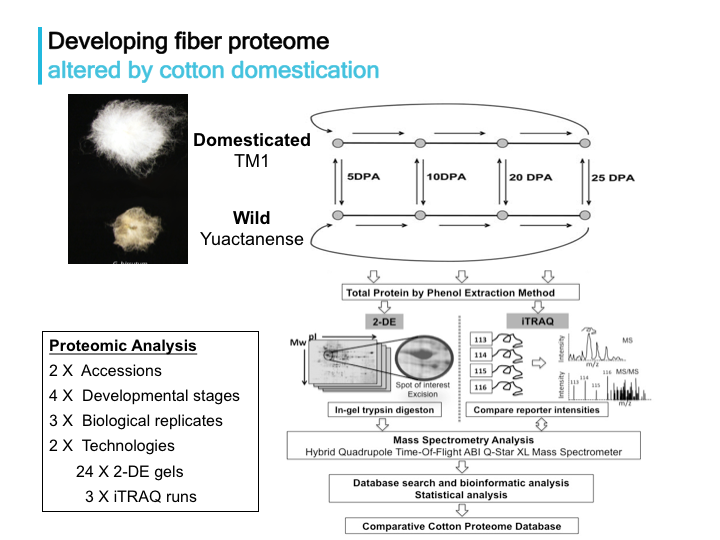 Developing fiber proteome
altered by cotton domestication
Domesticated
TM1
Wild
Yuactanense
5DPA
10DPA
20 DPA
25 DPA
Total Protein by Phenol Extraction Method
2-DE
iTRAQ
pI
Mw
Spot of interest
Excision
113
114
115
116
Intensity
MS
m/z
Intensity
113
114
115
116
MS/MS
m/z
In-gel trypsin digeston
Compare reporter intensities
Mass Spectrometry Analysis
Hybrid Quadrupole Time-Of-Flight ABI Q-Star XL Mass Spectrometer
Database search and bioinformatic analysis
Statistical analysis
Comparative Cotton Proteome Database
Proteomic Analysis
2 X Accessions
4 X Developmental stages
3 X Biological replicates
2 X Technologies
24 X 2-DE gels
3 X iTRAQ runs